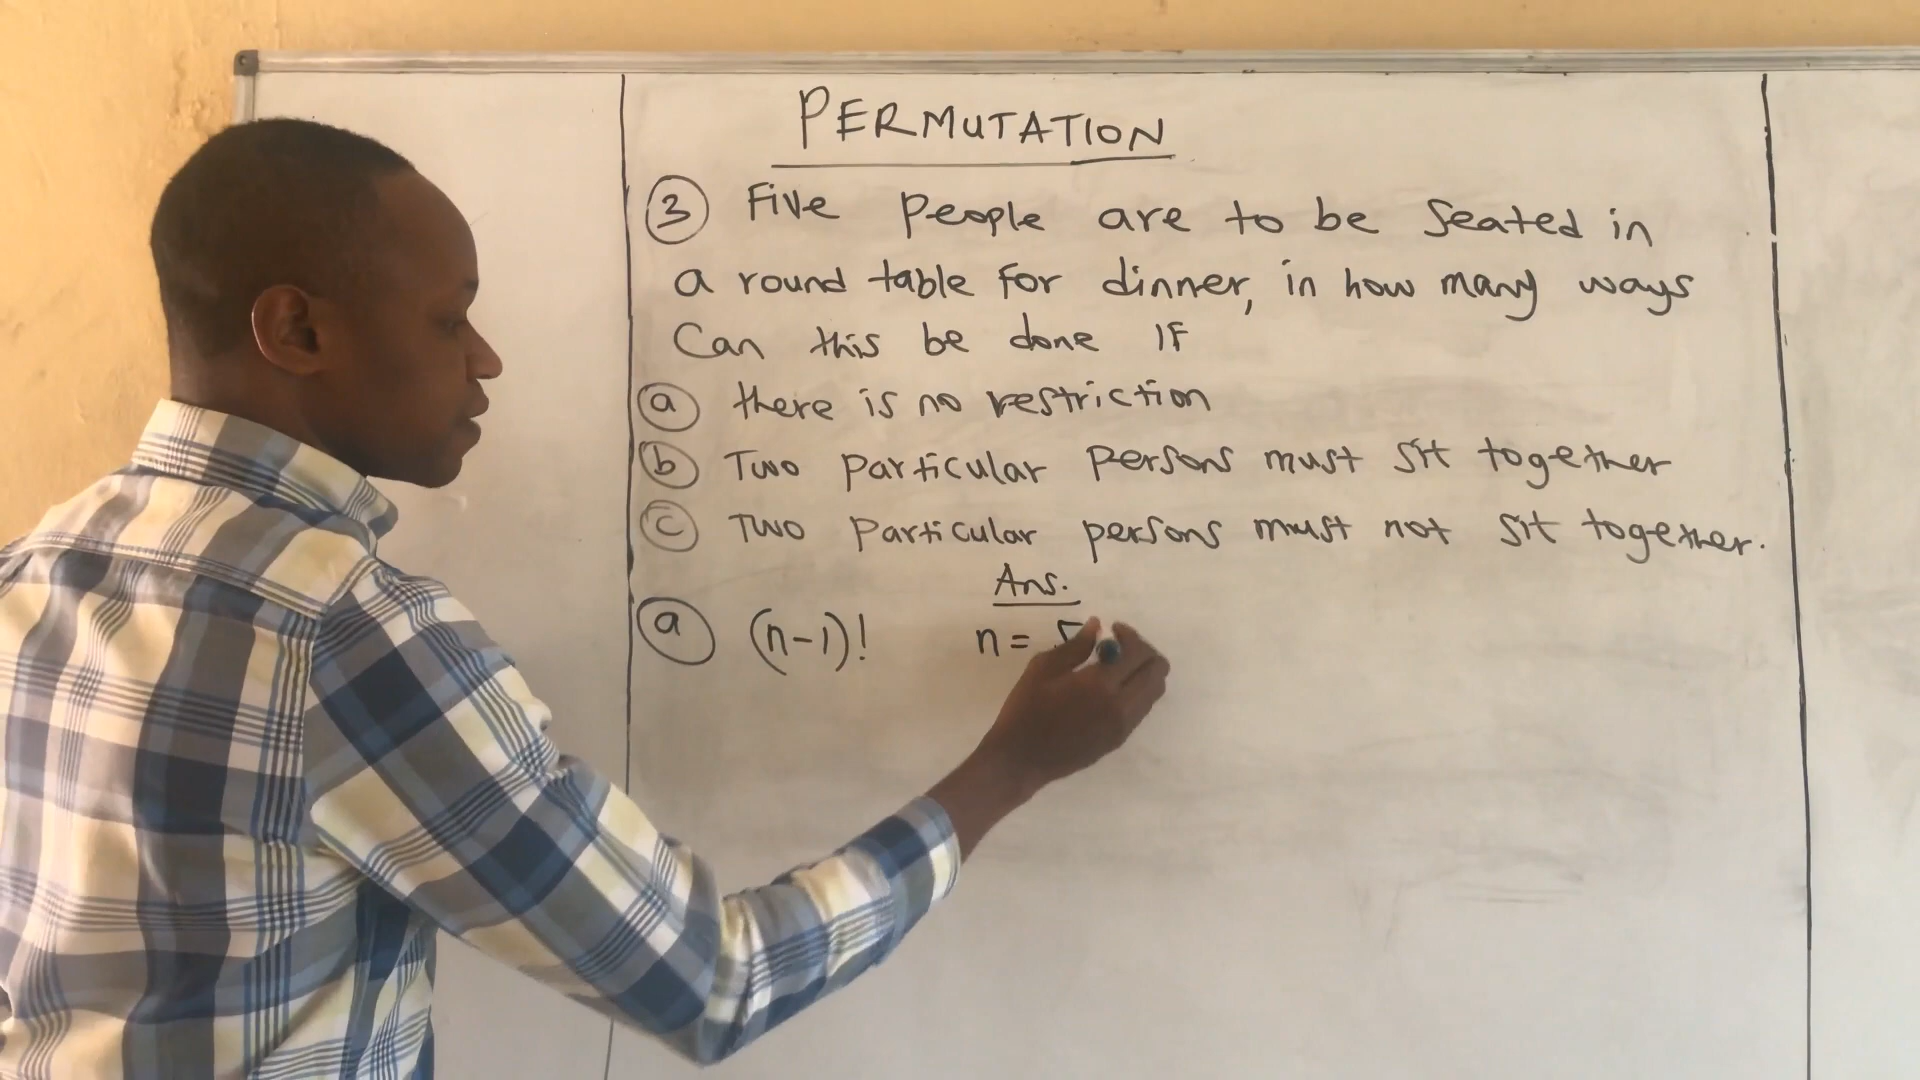 PERMUTATION
3 Five people are to be seated in
a round table for dinner, in how many ways
Can this be done if
a there is no restriction
b Two particular persons must sit together
c Two particular persons must not sit together.
Ans.
a (n-1)! n = 5